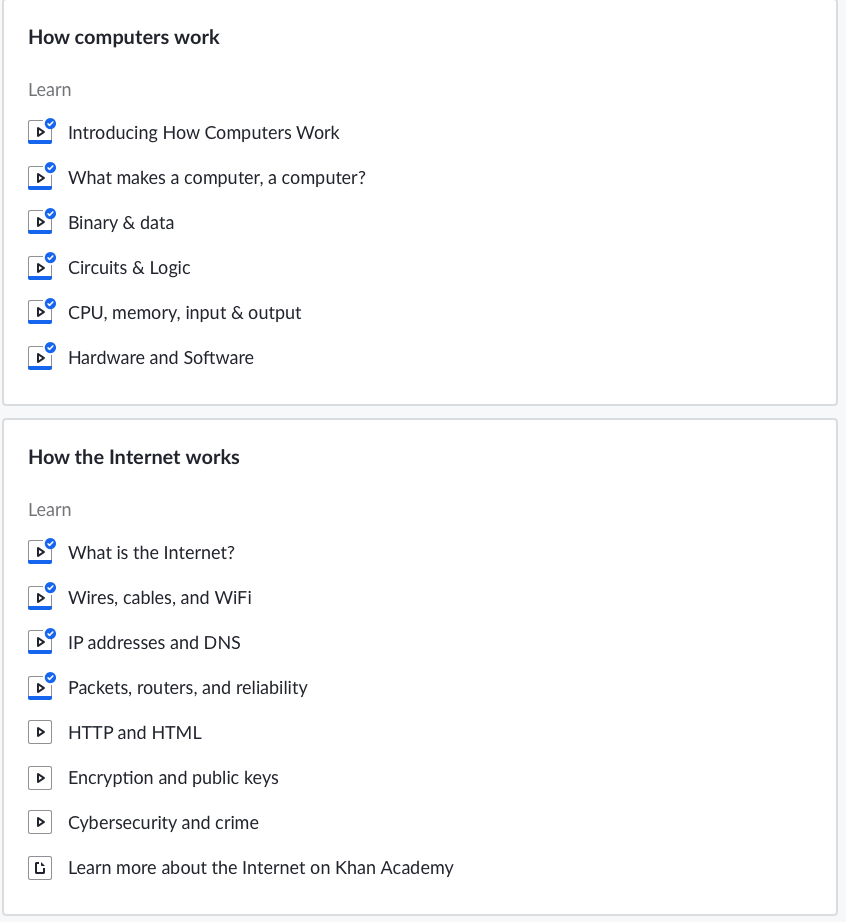 How computers work
Learn
Introducing How Computers Work
What makes a computer, a computer?
Binary & data
Circuits & Logic
CPU, memory, input & output
Hardware and Software
How the Internet works
Learn
What is the Internet?
Wires, cables, and WiFi
IP addresses and DNS
Packets, routers, and reliability
HTTP and HTML
Encryption and public keys
Cybersecurity and crime
Learn more about the Internet on Khan Academy